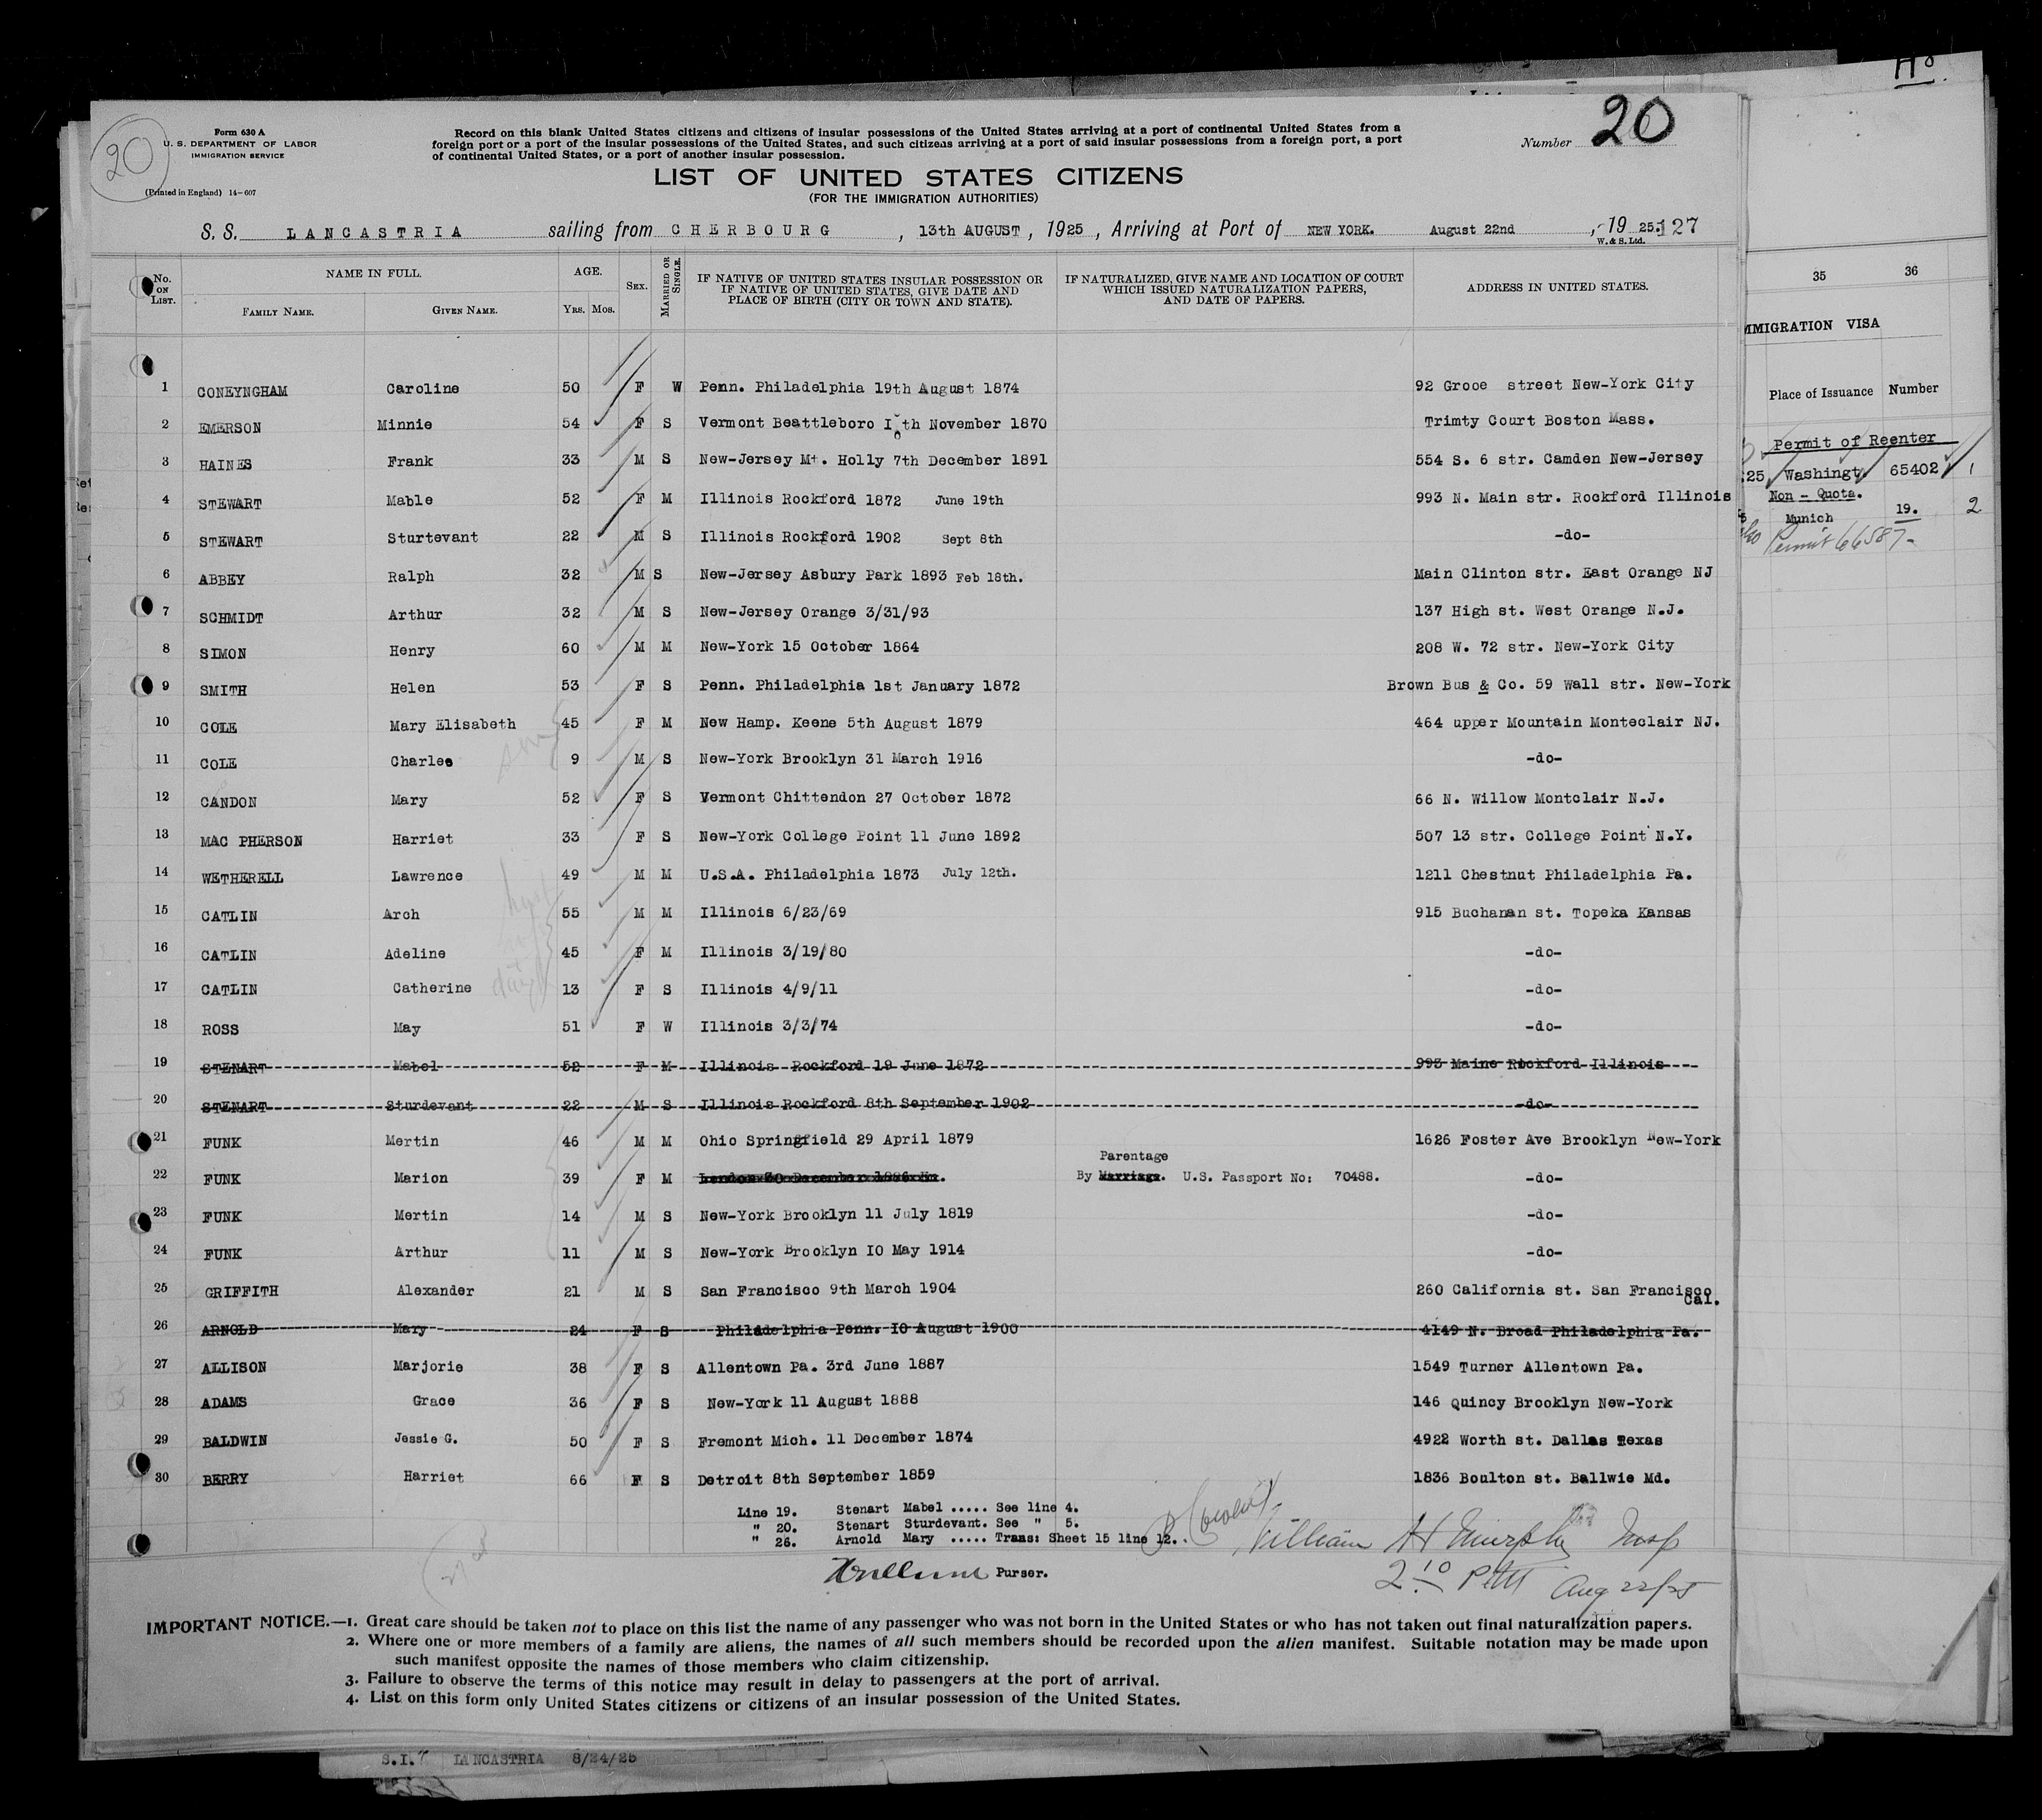 Ho.
20
Form 630 A
U. S. DEPARTMENT OF LABOR
IMMIGRATION SERVICE
(Printed in England) 14-607
Record on this blank United States citizens and citizens of insular possessions of the United States arriving at a port of continental United States from a
foreign port or a port of the insular possessions of the United States, and such citizens arriving at a port of said insular possessions from a foreign port, a port
of continental United States, or a port of another insular possession.
Number 20
LIST OF UNITED STATES CITIZENS
(FOR THE IMMIGRATION AUTHORITIES)
S. S. LANCASTRIA sailing from CHERBOURG, 13th AUGUST, 1925, Arriving at Port of NEW YORK. August 22nd, 19 25. 127
W. & S. Ltd.
No. ON LIST. NAME IN FULL. FAMILY NAME. GIVEN NAME. AGE. YRS. MOS. SEX. MARRIED OR SINGLE. IF NATIVE OF UNITED STATES INSULAR POSSESSION OR IF NATIVE OF UNITED STATES, GIVE DATE AND PLACE OF BIRTH (CITY OR TOWN AND STATE). IF NATURALIZED, GIVE NAME AND LOCATION OF COURT WHICH ISSUED NATURALIZATION PAPERS, AND DATE OF PAPERS. ADDRESS IN UNITED STATES.
1 CONEYNGHAM Caroline 50 F W Penn. Philadelphia 19th August 1874 92 Grooe street New-York City
2 EMERSON Minnie 54 F S Vermont Beattleboro I th November 1870 Trimty Court Boston Mass.
3 HAINES Frank 33 M S New-Jersey Mt. Holly 7th December 1891 554 S. 6 str. Camden New-Jersey
4 STEWART Mable 52 F M Illinois Rockford 1872 June 19th 993 N. Main str. Rockford Illinois
5 STEWART Sturtevant 22 M S Illinois Rockford 1902 Sept 8th -do-
6 ABBEY Ralph 32 M S New-Jersey Asbury Park 1893 Feb 18th. Main Clinton str. East Orange NJ
7 SCHMIDT Arthur 32 M S New-Jersey Orange 3/31/93 137 High st. West Orange N.J.
8 SIMON Henry 60 M M New-York 15 October 1864 208 W. 72 str. New-York City
9 SMITH Helen 53 F S Penn. Philadelphia 1st January 1872 Brown Bus & Co. 59 Wall str. New-York
10 COLE Mary Elisabeth 45 F M New Hamp. Keene 5th August 1879 464 upper Mountain Monteclair NJ.
11 COLE Charles 9 M S New-York Brooklyn 31 March 1916 -do-
12 CANDON Mary 52 F S Vermont Chittendon 27 October 1872 66 N. Willow Montclair N.J.
13 MAC PHERSON Harriet 33 F S New-York College Point 11 June 1892 507 13 str. College Point N.Y.
14 WETHERELL Lawrence 49 M M U.S.A. Philadelphia 1873 July 12th. 1211 Chestnut Philadelphia Pa.
15 CATLIN Arch 55 M M Illinois 6/23/69 915 Buchanan st. Topeka Kansas
16 CATLIN Adeline 45 F M Illinois 3/19/80 -do-
17 CATLIN Catherine 13 F S Illinois 4/9/11 -do-
18 ROSS May 51 F W Illinois 3/3/74 -do-
19 STENART Mabel 52 F M Illinois Rockford 19 June 1872 993 Maine Rockford Illinois
20 STENART Sturdevant 22 M S Illinois Rockford 8th September 1902 -do-
21 FUNK Mertin 46 M M Ohio Springfield 29 April 1879 1626 Foster Ave Brooklyn New-York
Parentage
22 FUNK Marion 39 F M London 30 December 1886 By Marriage. U.S. Passport No: 70488. -do-
23 FUNK Mertin 14 M S New-York Brooklyn 11 July 1819 -do-
24 FUNK Arthur 11 M S New-York Brooklyn 10 May 1914 -do-
25 GRIFFITH Alexander 21 M S San Francisco 9th March 1904 260 California st. San Francisco Cal.
26 ARNOLD Mary 24 F S Philadelphia Penn. 10 August 1900 4149 N. Broad Philadelphia Pa.
27 ALLISON Marjorie 38 F S Allentown Pa. 3rd June 1887 1549 Turner Allentown Pa.
28 ADAMS Grace 36 F S New-York 11 August 1888 146 Quincy Brooklyn New-York
29 BALDWIN Jessie G. 50 F S Fremont Mich. 11 December 1874 4922 Worth st. Dallas Texas
30 BERRY Harriet 66 F S Detroit 8th September 1859 1836 Boulton st. Ballwie Md.
Line 19. Stenart Mabel ..... See line 4.
" 20. Stenart Sturdevant. See " 5.
" 26. Arnold Mary ..... Trans: Sheet 15 line 12.
William H Murphy Insp
Purser.
Aug 22/25
IMPORTANT NOTICE.—1. Great care should be taken not to place on this list the name of any passenger who was not born in the United States or who has not taken out final naturalization papers.
2. Where one or more members of a family are aliens, the names of all such members should be recorded upon the alien manifest. Suitable notation may be made upon
such manifest opposite the names of those members who claim citizenship.
3. Failure to observe the terms of this notice may result in delay to passengers at the port of arrival.
4. List on this form only United States citizens or citizens of an insular possession of the United States.
S.I. LANCASTRIA 8/24/25
35 36
MMIGRATION VISA
Place of Issuance Number
Permit of Reenter
25 Washingt 65402 1
Non - Quota.
Munich 19. 2
Permit 66587-